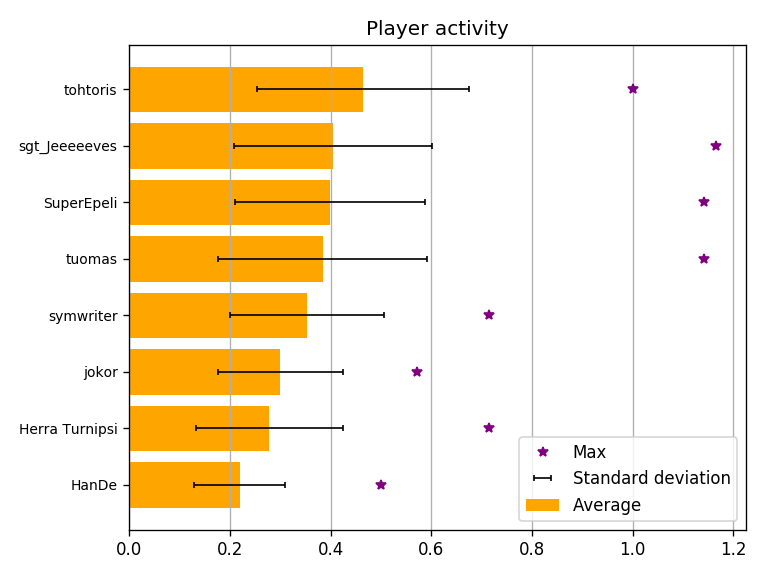 Player activity
tohtoris
sgt_Jeeeeeves
SuperEpeli
tuomas
symwriter
jokor
Herra Turnipsi
HanDe
Max
Standard deviation
Average
0.0 0.2 0.4 0.6 0.8 1.0 1.2